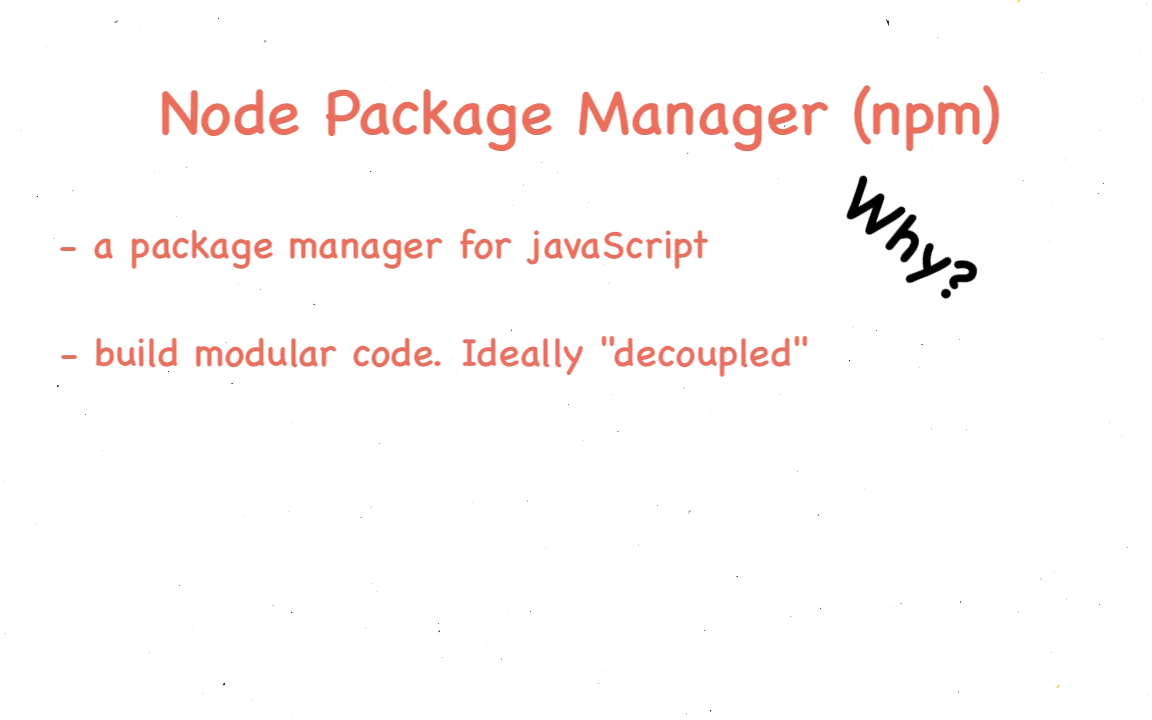 Node Package Manager (npm)
Why?
- a package manager for javaScript
- build modular code. Ideally "decoupled"